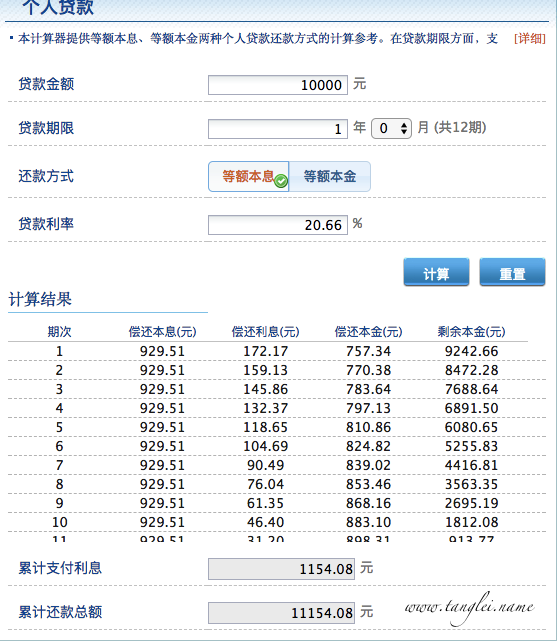 个人贷款
本计算器提供等额本息、等额本金两种个人贷款还款方式的计算参考。在贷款期限方面，支 [详细]
贷款金额 10000 元
贷款期限 1 年 0 月 (共12期)
还款方式 等额本息 等额本金
贷款利率 20.66 %
计算 重置
计算结果
期次 偿还本息(元) 偿还利息(元) 偿还本金(元) 剩余本金(元)
1 929.51 172.17 757.34 9242.66
2 929.51 159.13 770.38 8472.28
3 929.51 145.86 783.64 7688.64
4 929.51 132.37 797.13 6891.50
5 929.51 118.65 810.86 6080.65
6 929.51 104.69 824.82 5255.83
7 929.51 90.49 839.02 4416.81
8 929.51 76.04 853.46 3563.35
9 929.51 61.35 868.16 2695.19
10 929.51 46.40 883.10 1812.08
929.51 31.20 898.31 913.77
累计支付利息 1154.08 元
累计还款总额 11154.08 元
www.tanglei.name